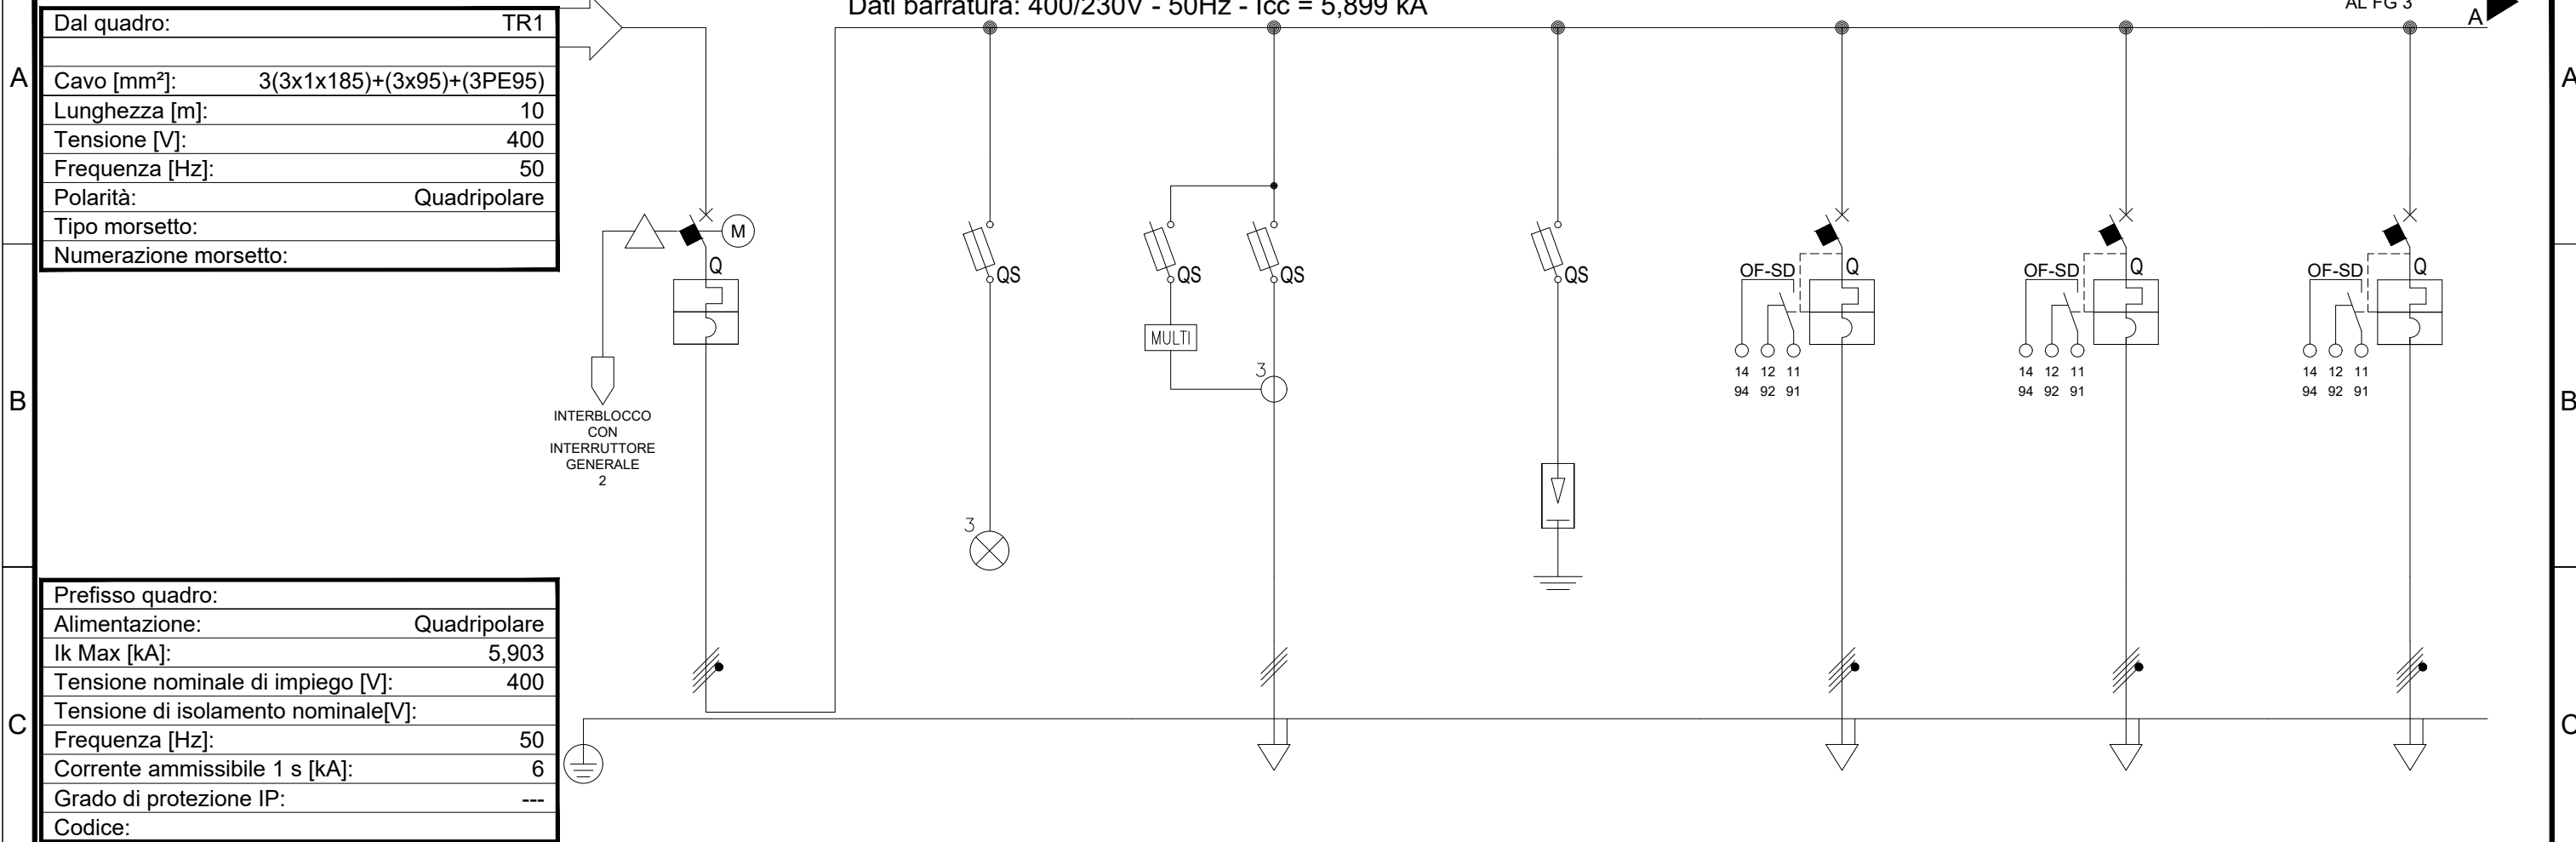 Dati barratura: 400/230V - 50Hz - Icc = 5,899 kA
AL FG 3
A
Dal quadro: TR1
Cavo [mm²]: 3(3x1x185)+(3x95)+(3PE95)
Lunghezza [m]: 10
Tensione [V]: 400
Frequenza [Hz]: 50
Polarità: Quadripolare
Tipo morsetto:
Numerazione morsetto:
A
A
M
Q
QS
QS
QS
QS
MULTI
3
3
OF-SD
Q
14 12 11
94 92 91
OF-SD
Q
14 12 11
94 92 91
OF-SD
Q
14 12 11
94 92 91
B
B
INTERBLOCCO
CON
INTERRUTTORE
GENERALE
2
Prefisso quadro:
Alimentazione: Quadripolare
Ik Max [kA]: 5,903
Tensione nominale di impiego [V]: 400
Tensione di isolamento nominale[V]:
Frequenza [Hz]: 50
Corrente ammissibile 1 s [kA]: 6
Grado di protezione IP: ---
Codice:
C
C